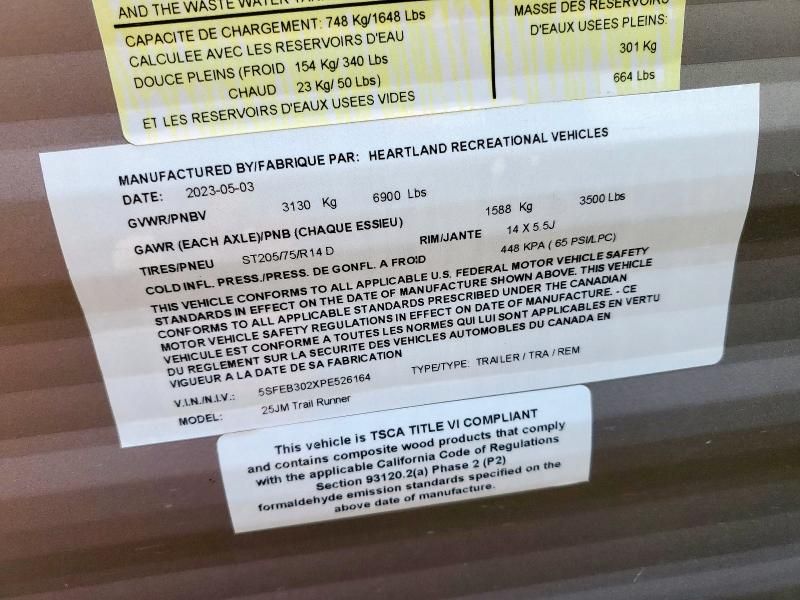 AND THE WASTE WATER
CAPACITE DE CHARGEMENT: 748 Kg/1648 Lbs
CALCULEE AVEC LES RESERVOIRS D'EAU
DOUCE PLEINS (FROID 154 Kg/ 340 Lbs
CHAUD 23 Kg/ 50 Lbs)
ET LES RESERVOIRS D'EAUX USEES VIDES
MASSE DES RESERVOIRS
D'EAUX USEES PLEINS:
301 Kg
664 Lbs
MANUFACTURED BY/FABRIQUE PAR: HEARTLAND RECREATIONAL VEHICLES
DATE: 2023-05-03
GVWR/PNBV 3130 Kg 6900 Lbs
GAWR (EACH AXLE)/PNB (CHAQUE ESSIEU) 1588 Kg 3500 Lbs
TIRES/PNEU ST205/75/R14 D RIM/JANTE 14 X 5.5J
COLD INFL. PRESS./PRESS. DE GONFL. A FROID 448 KPA ( 65 PSI/LPC)
THIS VEHICLE CONFORMS TO ALL APPLICABLE U.S. FEDERAL MOTOR VEHICLE SAFETY
STANDARDS IN EFFECT ON THE DATE OF MANUFACTURE SHOWN ABOVE. THIS VEHICLE
CONFORMS TO ALL APPLICABLE STANDARDS PRESCRIBED UNDER THE CANADIAN
MOTOR VEHICLE SAFETY REGULATIONS IN EFFECT ON DATE OF MANUFACTURE. - CE
VEHICULE EST CONFORME A TOUTES LES NORMES QUI LUI SONT APPLICABLES EN VERTU
DU REGLEMENT SUR LA SECURITE DES VEHICLES AUTOMOBILES DU CANADA EN
VIGUEUR A LA DATE DE SA FABRICATION
V.I.N./N.I.V.: 5SFEB302XPE526164 TYPE/TYPE: TRAILER / TRA / REM
MODEL: 25JM Trail Runner
This vehicle is TSCA TITLE VI COMPLIANT
and contains composite wood products that comply
with the applicable California Code of Regulations
Section 93120.2(a) Phase 2 (P2)
formaldehyde emission standards specified on the
above date of manufacture.